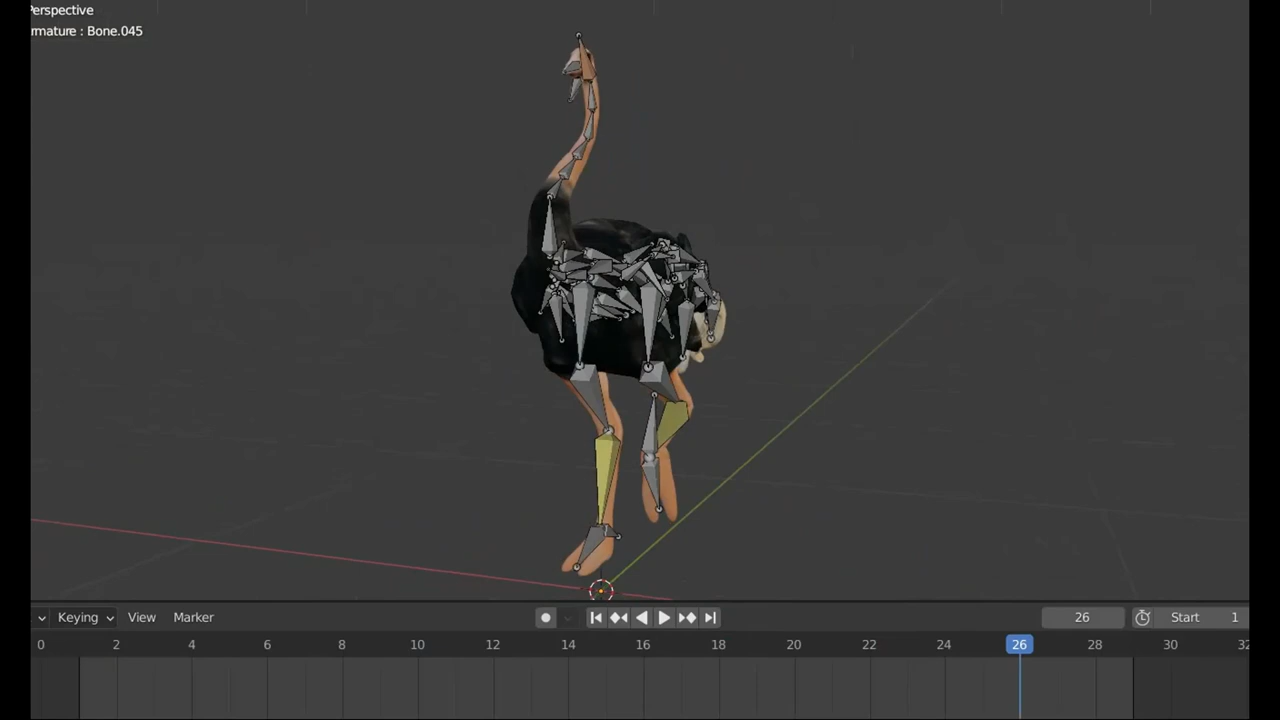 Perspective
rmature : Bone.045
Keying View Marker 26 Start 1
0 2 4 6 8 10 12 14 16 18 20 22 24 26 28 30 32